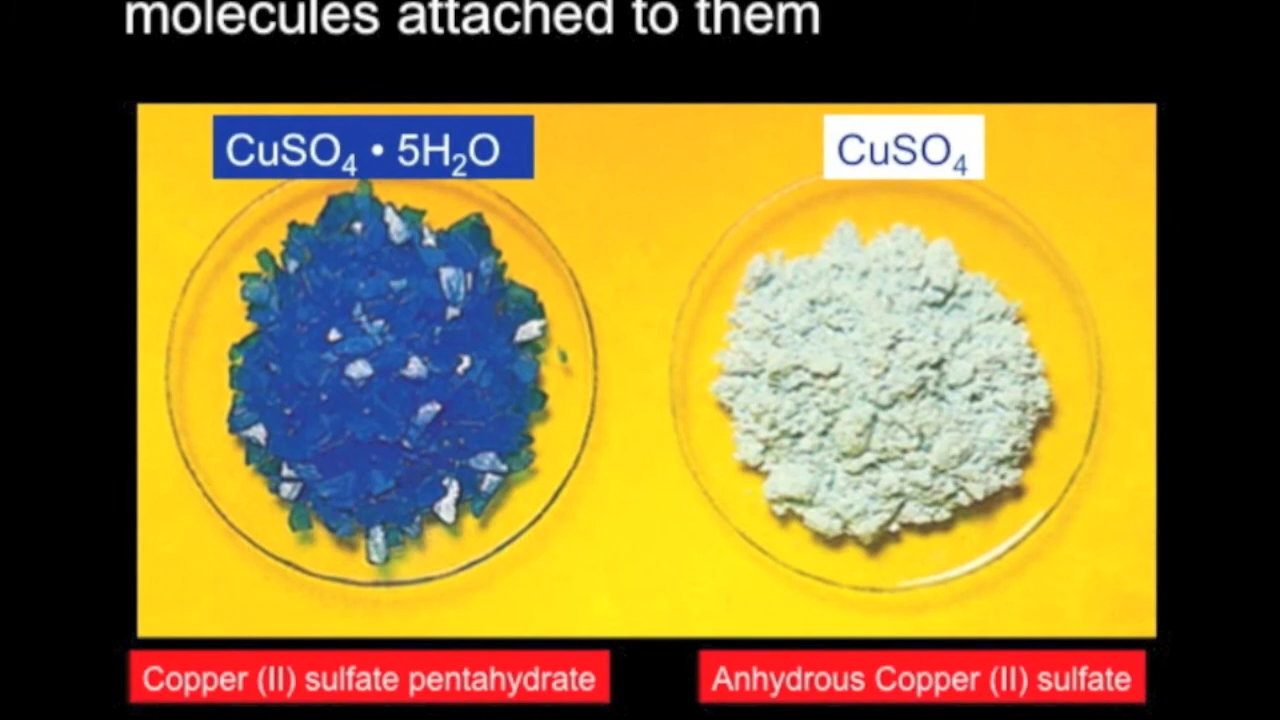 molecules attached to them
CuSO₄ • 5H₂O
CuSO₄
Copper (II) sulfate pentahydrate
Anhydrous Copper (II) sulfate